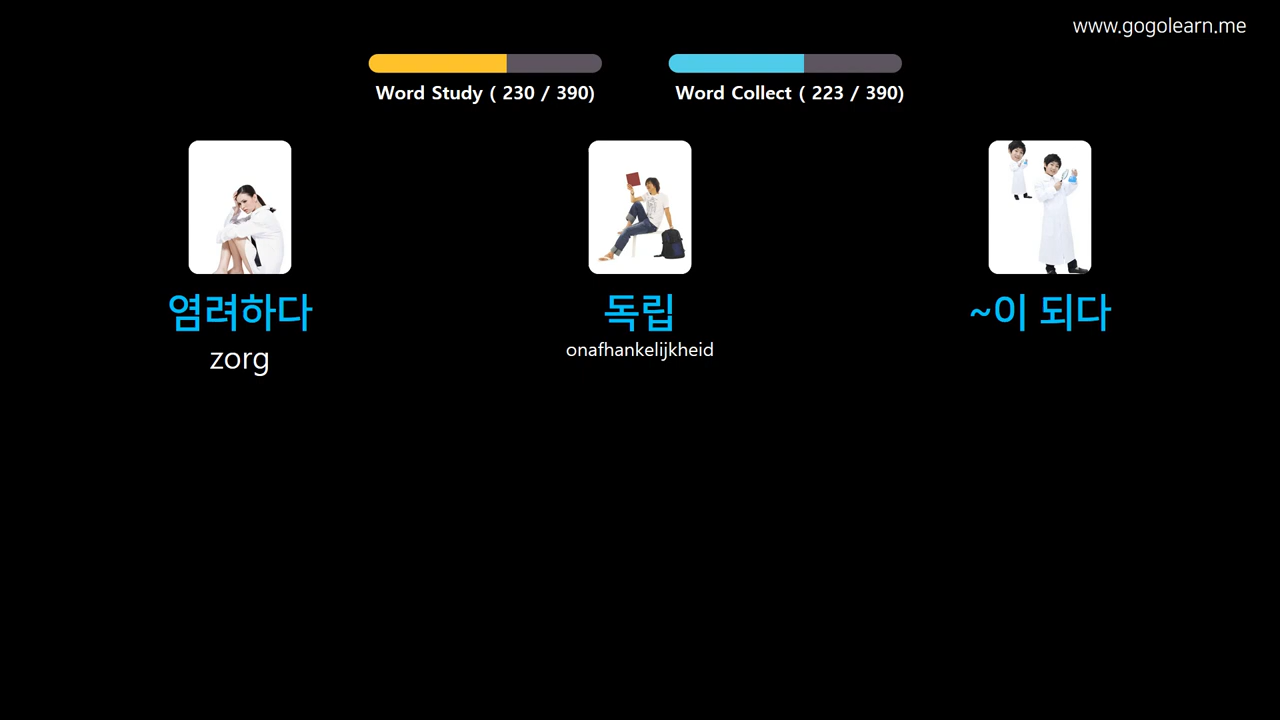 www.gogolearn.me
Word Study ( 230 / 390)
Word Collect ( 223 / 390)
염려하다
독립
~이 되다
zorg
onafhankelijkheid